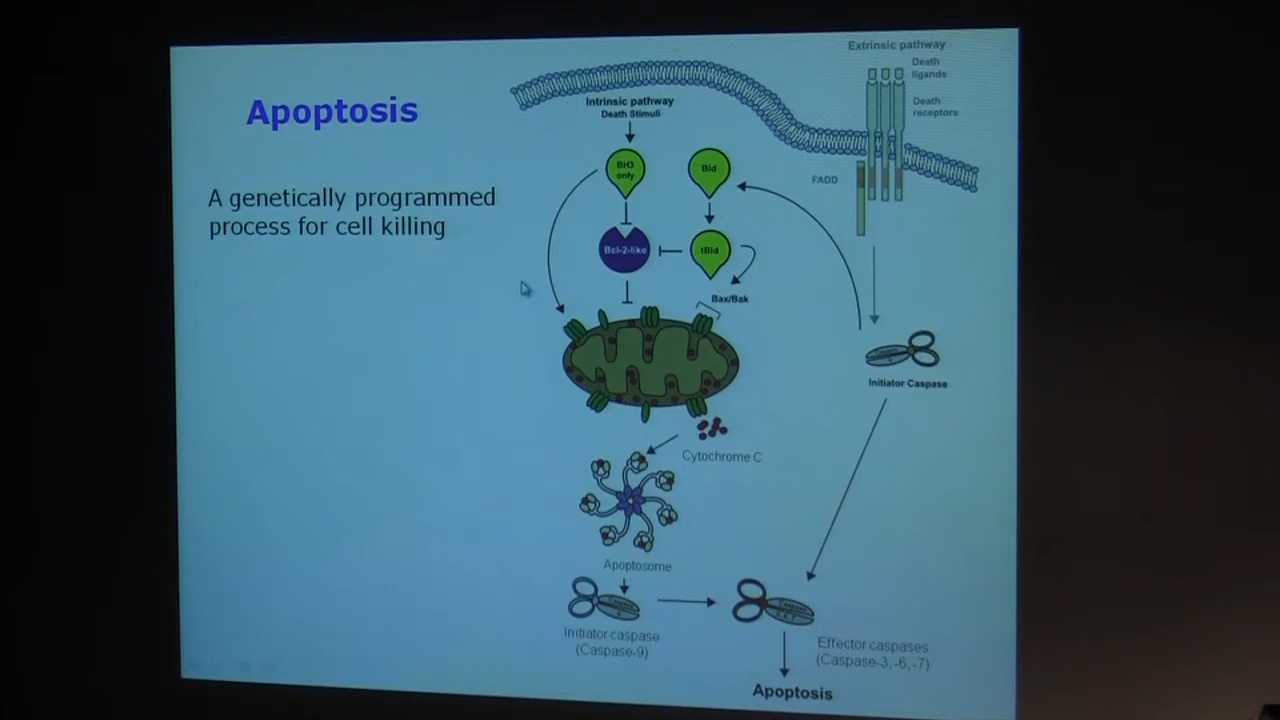 Apoptosis
A genetically programmed
process for cell killing
Extrinsic pathway
Death
ligands
Death
receptors
FADD
Intrinsic pathway
Death Stimuli
BH3
only
Bid
Bcl-2-like
tBid
Bax/Bak
Initiator Caspase
Cytochrome C
Apoptosome
Initiator caspase
(Caspase-9)
Effector caspases
(Caspase-3,-6,-7)
Apoptosis